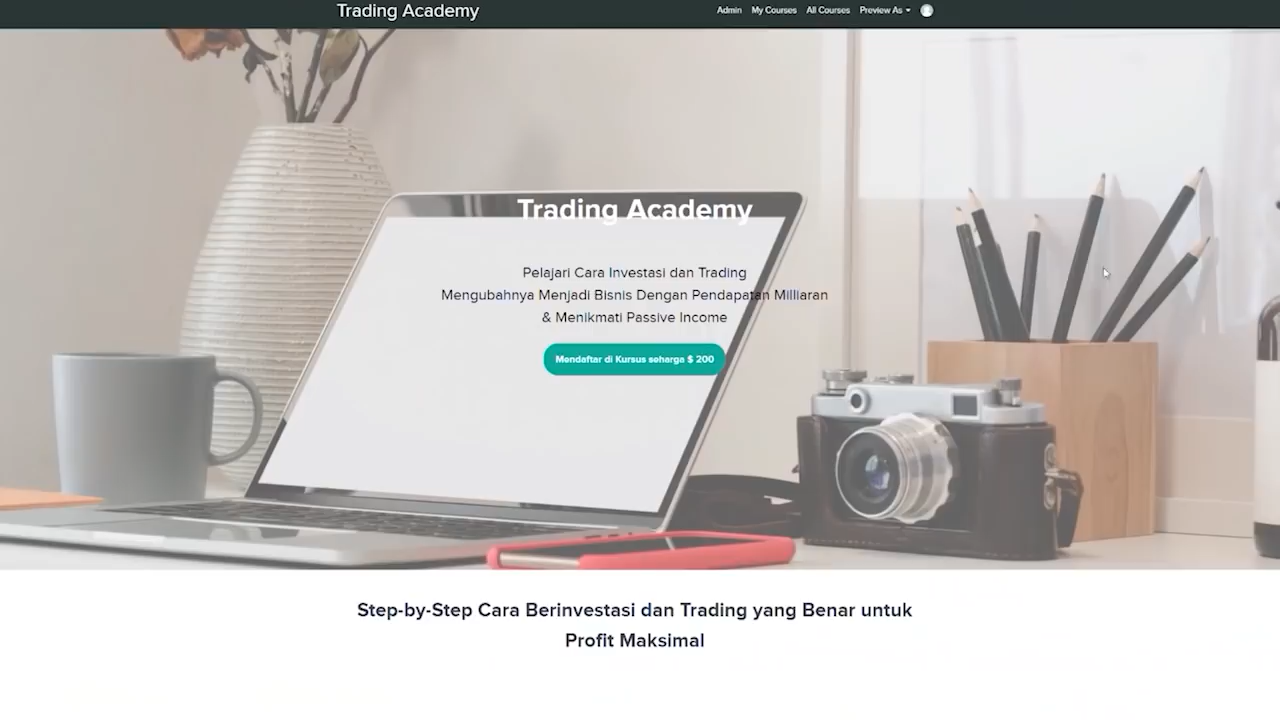 Trading Academy
Admin My Courses All Courses Preview As
Trading Academy
Pelajari Cara Investasi dan Trading
Mengubahnya Menjadi Bisnis Dengan Pendapatan Milliaran
& Menikmati Passive Income
Mendaftar di Kursus seharga $ 200
Step-by-Step Cara Berinvestasi dan Trading yang Benar untuk
Profit Maksimal